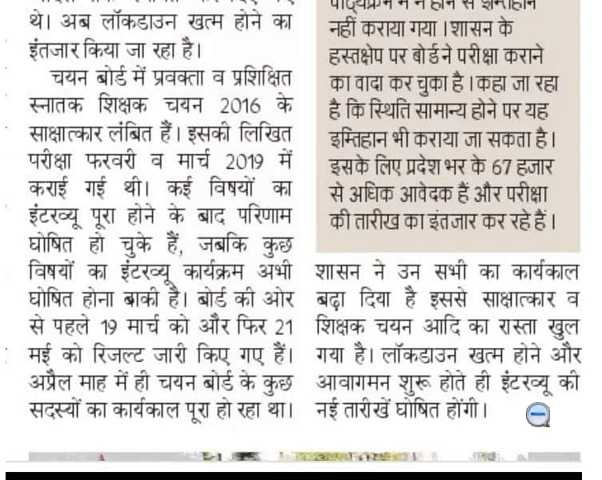 थे। अब लॉकडाउन खत्म होने का
इंतजार किया जा रहा है।
चयन बोर्ड में प्रवक्ता व प्रशिक्षित
स्नातक शिक्षक चयन 2016 के
साक्षात्कार लंबित हैं। इसकी लिखित
परीक्षा फरवरी व मार्च 2019 में
कराई गई थी। कई विषयों का
इंटरव्यू पूरा होने के बाद परिणाम
घोषित हो चुके हैं, जबकि कुछ
विषयों का इंटरव्यू कार्यक्रम अभी
घोषित होना बाकी है। बोर्ड की ओर
से पहले 19 मार्च को और फिर 21
मई को रिजल्ट जारी किए गए हैं।
अप्रैल माह में ही चयन बोर्ड के कुछ
सदस्यों का कार्यकाल पूरा हो रहा था।
पाठ्यक्रम में न होने से इम्तिहान
नहीं कराया गया। शासन के
हस्तक्षेप पर बोर्ड ने परीक्षा कराने
का वादा कर चुका है। कहा जा रहा
है कि स्थिति सामान्य होने पर यह
इम्तिहान भी कराया जा सकता है।
इसके लिए प्रदेश भर के 67 हजार
से अधिक आवेदक हैं और परीक्षा
की तारीख का इंतजार कर रहे हैं।
शासन ने उन सभी का कार्यकाल
बढ़ा दिया है इससे साक्षात्कार व
शिक्षक चयन आदि का रास्ता खुल
गया है। लॉकडाउन खत्म होने और
आवागमन शुरू होते ही इंटरव्यू की
नई तारीखें घोषित होंगी।